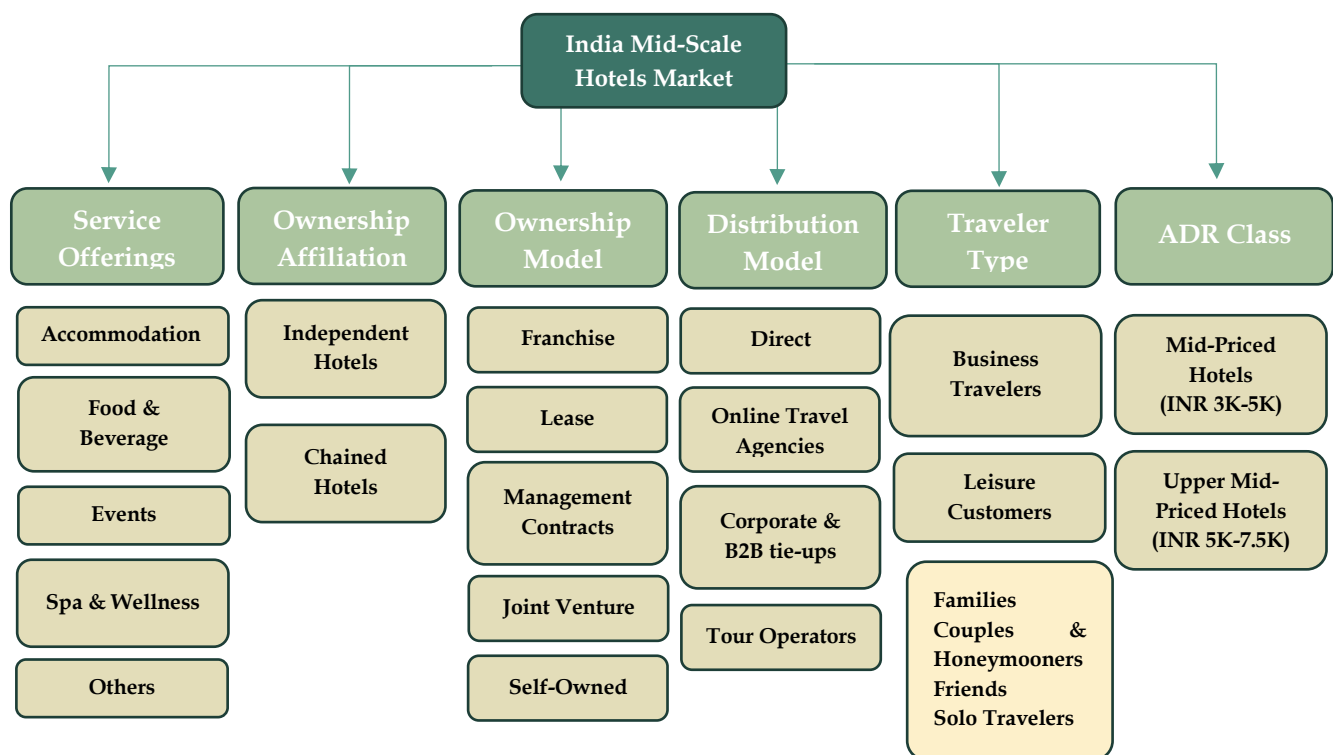 India Mid-Scale
Hotels Market
Service
Offerings
Accommodation
Food &
Beverage
Events
Spa & Wellness
Others
Ownership
Affiliation
Independent
Hotels
Chained
Hotels
Ownership
Model
Franchise
Lease
Management
Contracts
Joint Venture
Self-Owned
Distribution
Model
Direct
Online Travel
Agencies
Corporate &
B2B tie-ups
Tour Operators
Traveler
Type
Business
Travelers
Leisure
Customers
Families
Couples &
Honeymooners
Friends
Solo Travelers
ADR Class
Mid-Priced
Hotels
(INR 3K-5K)
Upper Mid-
Priced Hotels
(INR 5K-7.5K)